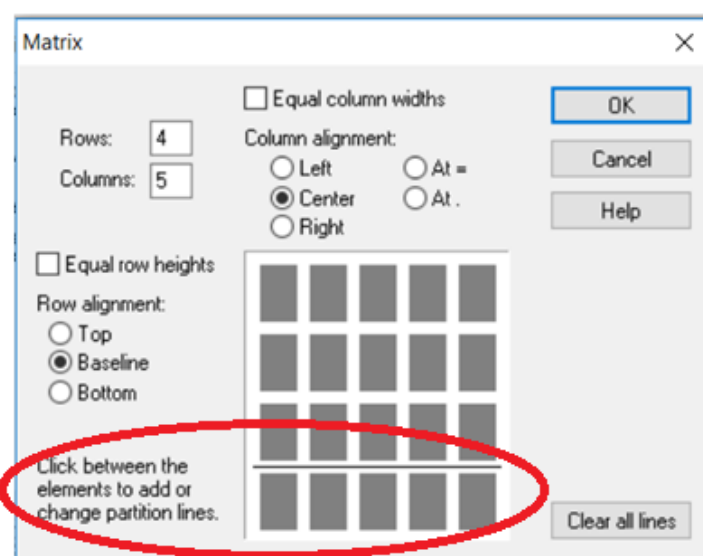 Matrix
Equal column widths
OK
Rows: 4
Column alignment:
Cancel
Columns: 5
Left
At =
Center
At .
Help
Right
Equal row heights
Row alignment:
Top
Baseline
Bottom
Click between the
elements to add or
change partition lines.
Clear all lines